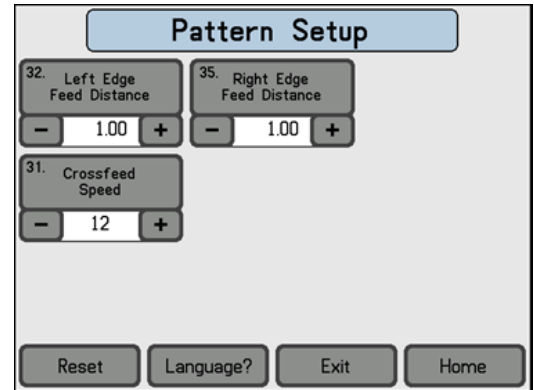 Pattern Setup
32. Left Edge
Feed Distance
- 1.00 +
35. Right Edge
Feed Distance
- 1.00 +
31. Crossfeed
Speed
- 12 +
Reset Language? Exit Home